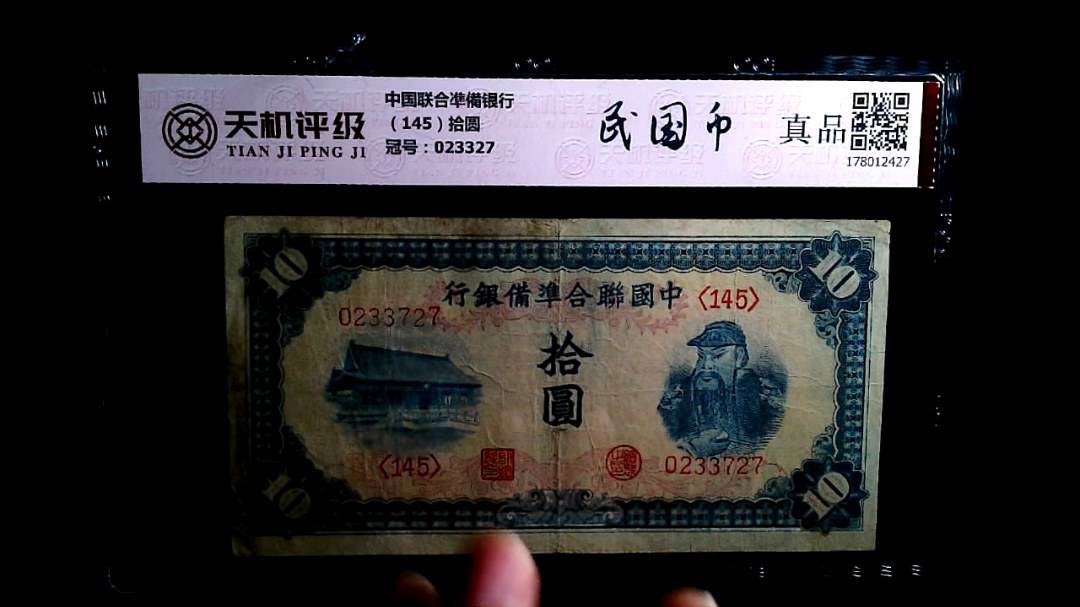 天机评级
TIAN JI PING JI
中国联合準備银行
（145）拾圆
冠号：023327
民国币
真品
178012427
10
10
行銀備準合聯國中
〈145〉
0233727
拾
圓
〈145〉
0233727
10
10